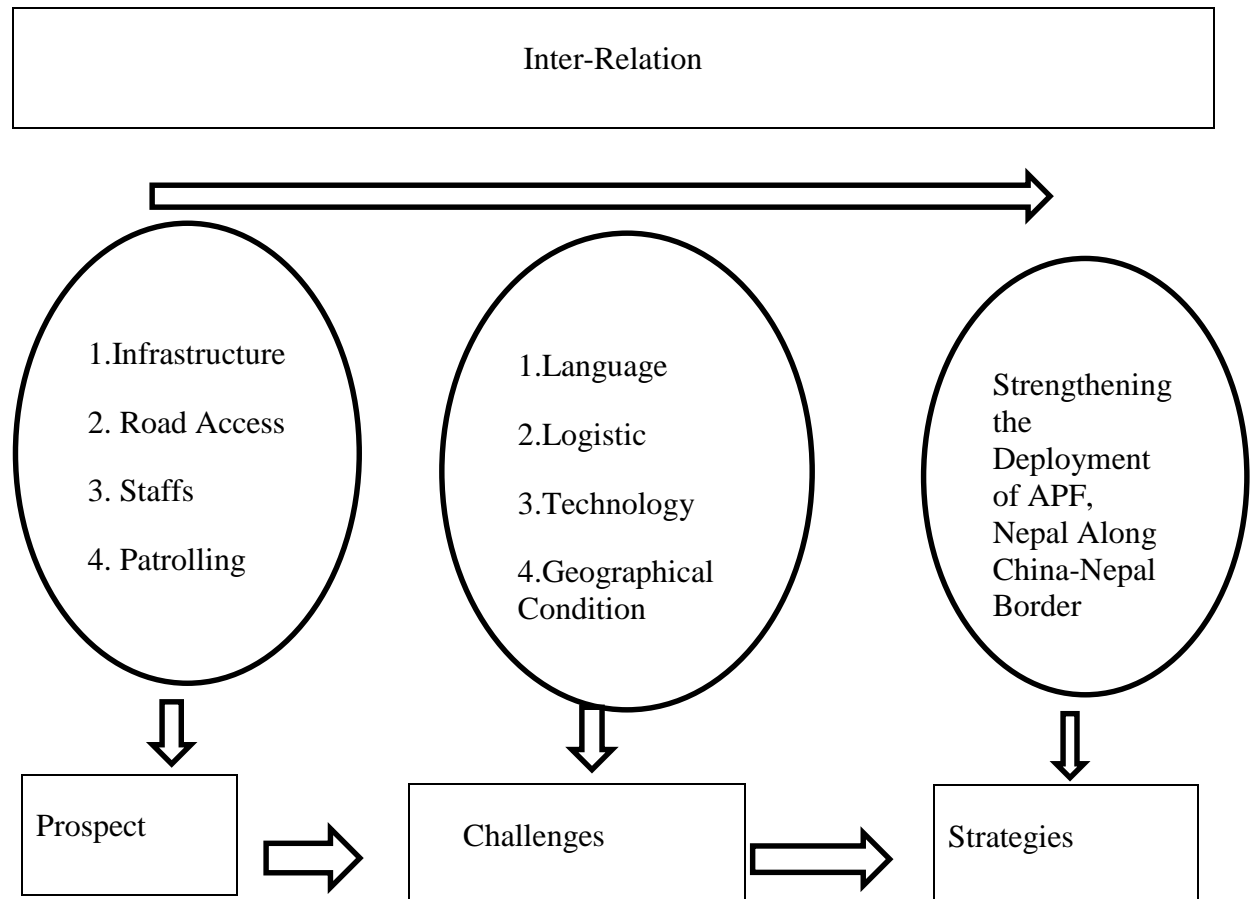 Inter-Relation
1.Infrastructure
2. Road Access
3. Staffs
4. Patrolling
1.Language
2.Logistic
3.Technology
4.Geographical
Condition
Strengthening
the
Deployment
of APF,
Nepal Along
China-Nepal
Border
Prospect
Challenges
Strategies